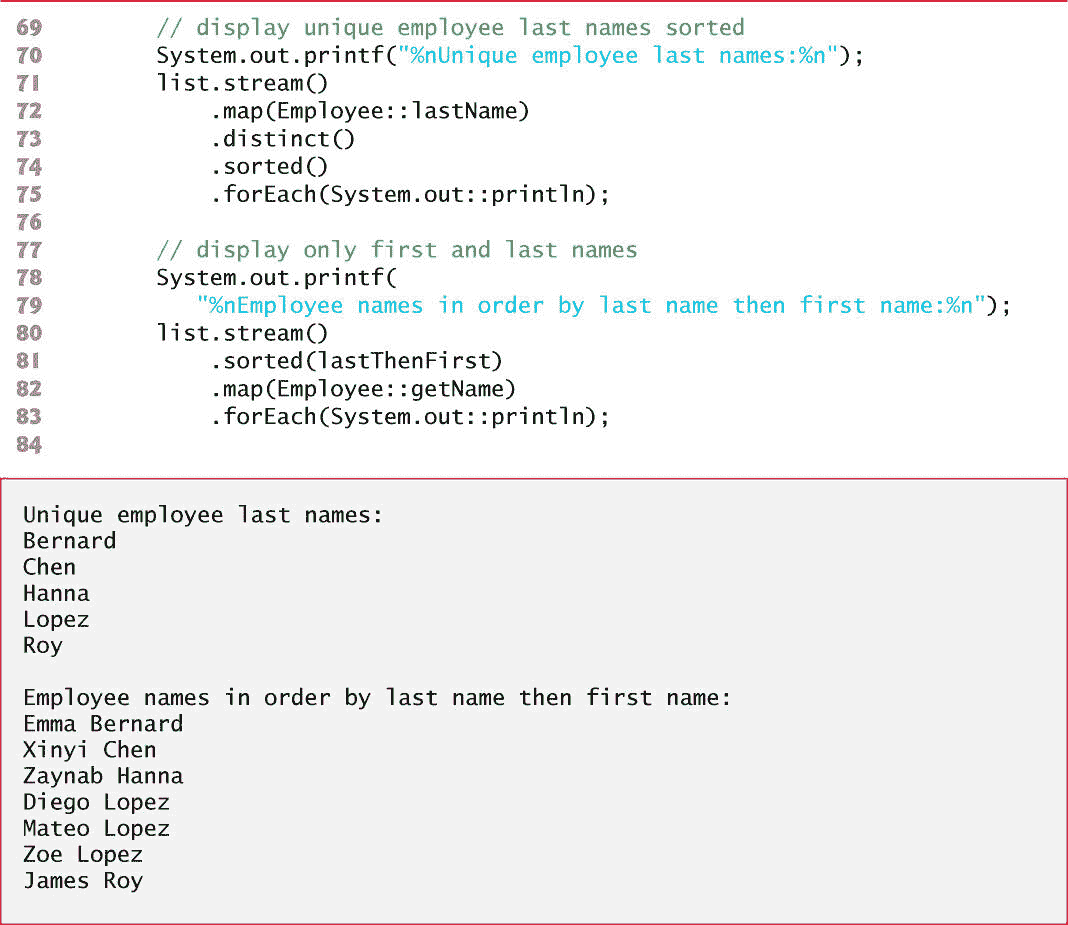 69 // display unique employee last names sorted
70 System.out.printf("%nUnique employee last names:%n");
71 list.stream()
72 .map(Employee::lastName)
73 .distinct()
74 .sorted()
75 .forEach(System.out::println);
76
77 // display only first and last names
78 System.out.printf(
79 "%nEmployee names in order by last name then first name:%n");
80 list.stream()
81 .sorted(lastThenFirst)
82 .map(Employee::getName)
83 .forEach(System.out::println);
84
Unique employee last names:
Bernard
Chen
Hanna
Lopez
Roy
Employee names in order by last name then first name:
Emma Bernard
Xinyi Chen
Zaynab Hanna
Diego Lopez
Mateo Lopez
Zoe Lopez
James Roy